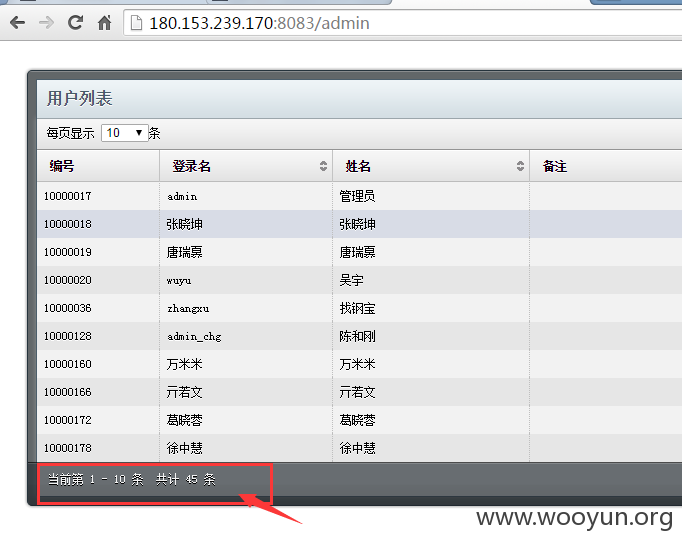 180.153.239.170:8083/admin
用户列表
每页显示 10 条
编号 登录名 姓名 备注
10000017 admin 管理员
10000018 张晓坤 张晓坤
10000019 唐瑞票 唐瑞票
10000020 wuyu 吴宇
10000036 zhangxu 找钢宝
10000128 admin_chg 陈和刚
10000160 万米米 万米米
10000166 亓若文 亓若文
10000172 葛晓蓉 葛晓蓉
10000178 徐中慧 徐中慧
当前第 1 - 10 条 共计 45 条
www.wooyun.org